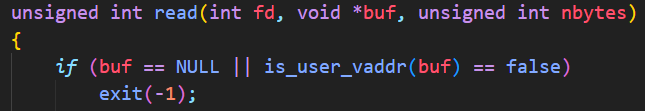 unsigned int read(int fd, void *buf, unsigned int nbytes)
{
    if (buf == NULL || is_user_vaddr(buf) == false)
        exit(-1);